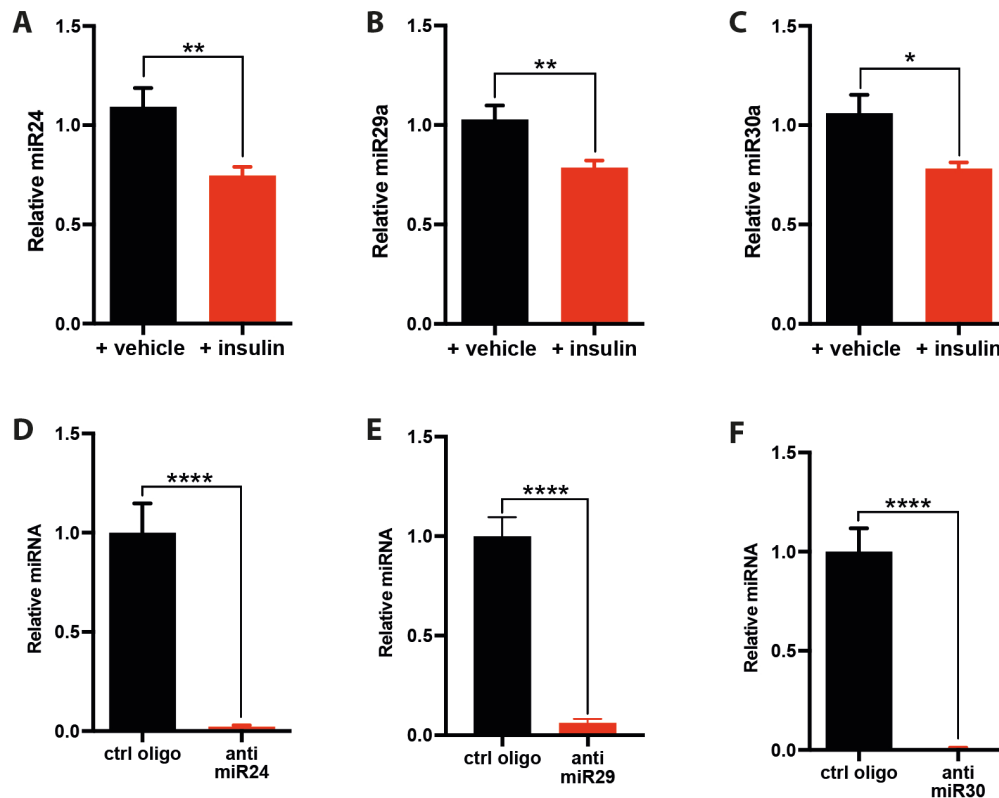 A
Relative miR24
1.5
1.0
0.5
0.0
**
+ vehicle + insulin
B
Relative miR29a
1.5
1.0
0.5
0.0
**
+ vehicle + insulin
C
Relative miR30a
1.5
1.0
0.5
0.0
*
+ vehicle + insulin
D
Relative miRNA
1.5
1.0
0.5
0.0
****
ctrl oligo anti
miR24
E
Relative miRNA
1.5
1.0
0.5
0.0
****
ctrl oligo anti
miR29
F
Relative miRNA
1.5
1.0
0.5
0.0
****
ctrl oligo anti
miR30